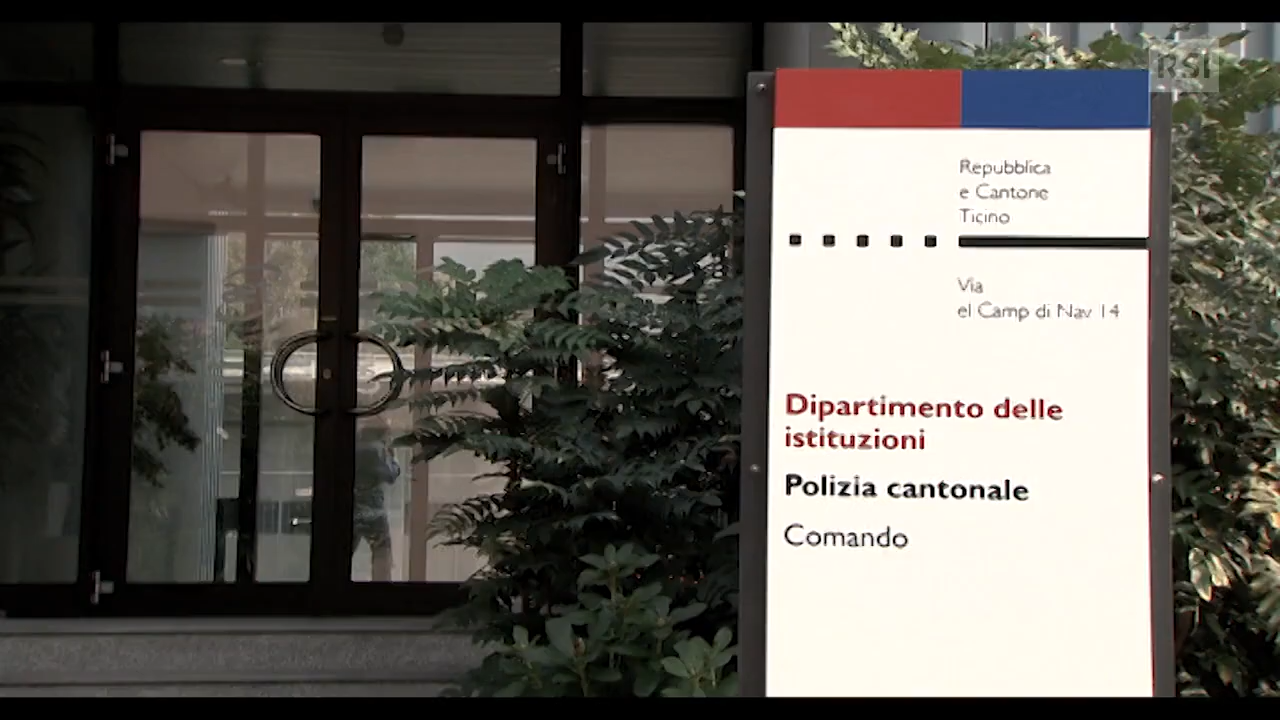 RSI
Repubblica
e Cantone
Ticino
Via
el Camp di Nav 14
Dipartimento delle
istituzioni
Polizia cantonale
Comando